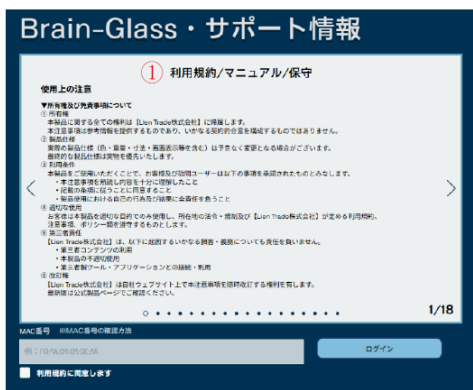 Brain-Glass・サポート情報
① 利用規約/マニュアル/保守
使用上の注意
▼所有権及び免責事項について
① 所有権
本製品に関する全ての権利は【Lien Trade株式会社】に帰属します。
本注意事項は参考情報を提供するものであり、いかなる契約的合意を構成するものではありません。
② 製品仕様
実際の製品仕様（色・重量・寸法・画面表示等を含む）は予告なく変更となる場合がございます。
最終的な製品仕様は実物を優先いたします。
③ 利用条件
本製品をご使用いただくことで、お客様及び訪問ユーザーは以下の事項を承認されたものとみなします。
・本注意事項を熟読し内容を十分に理解したこと
・記載の条項に従うことに同意すること
・製品使用における自己の行為及び結果に全責任を負うこと
④ 適切な使用
お客様は本製品を適切な目的でのみ使用し、所在地の法令・規制及び【Lien Trade株式会社】が定める利用規約、
注意事項、ポリシー類を遵守するものとします。
⑤ 第三者責任
【Lien Trade株式会社】は、以下に起因するいかなる損害・義務についても責任を負いません。
・第三者コンテンツの利用
・本製品の不適切使用
・第三者製ツール・アプリケーションとの接続・利用
⑥ 改訂権
【Lien Trade株式会社】は自社ウェブサイト上で本注意事項を随時改訂する権利を有します。
最新版は公式製品ページでご確認ください。
1/18
MAC番号 ※MAC番号の確認方法
ログイン
利用規約に同意します